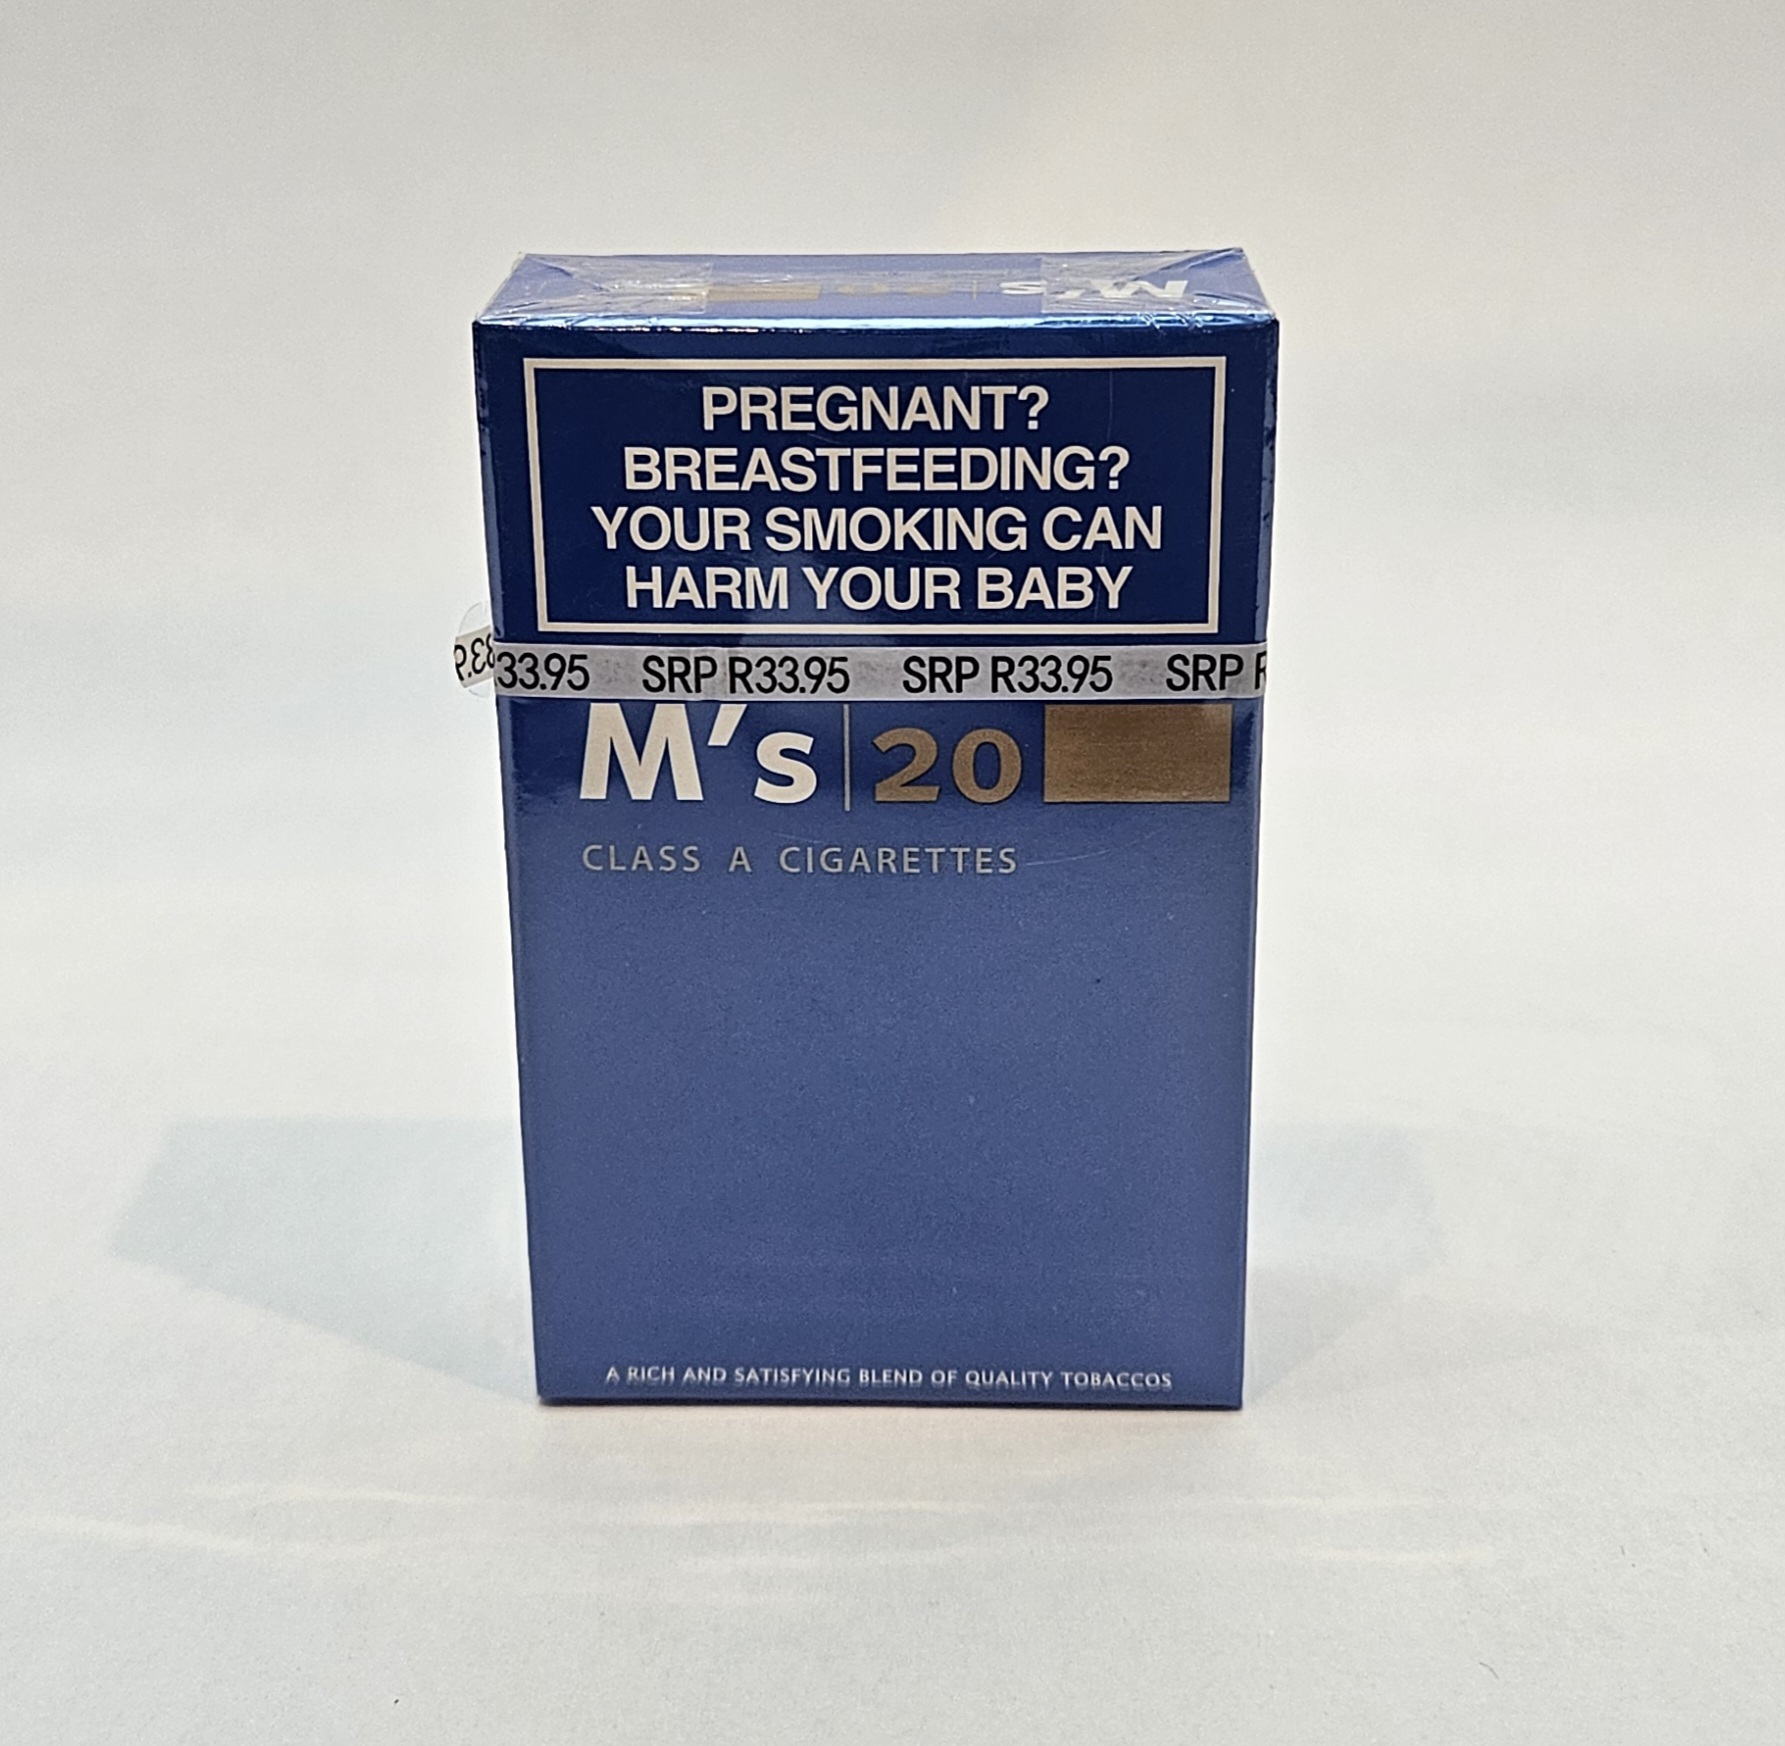 M's | 20
PREGNANT?
BREASTFEEDING?
YOUR SMOKING CAN
HARM YOUR BABY
33.95 SRP R33.95 SRP R33.95 SRP R
M's | 20
CLASS A CIGARETTES
A RICH AND SATISFYING BLEND OF QUALITY TOBACCOS